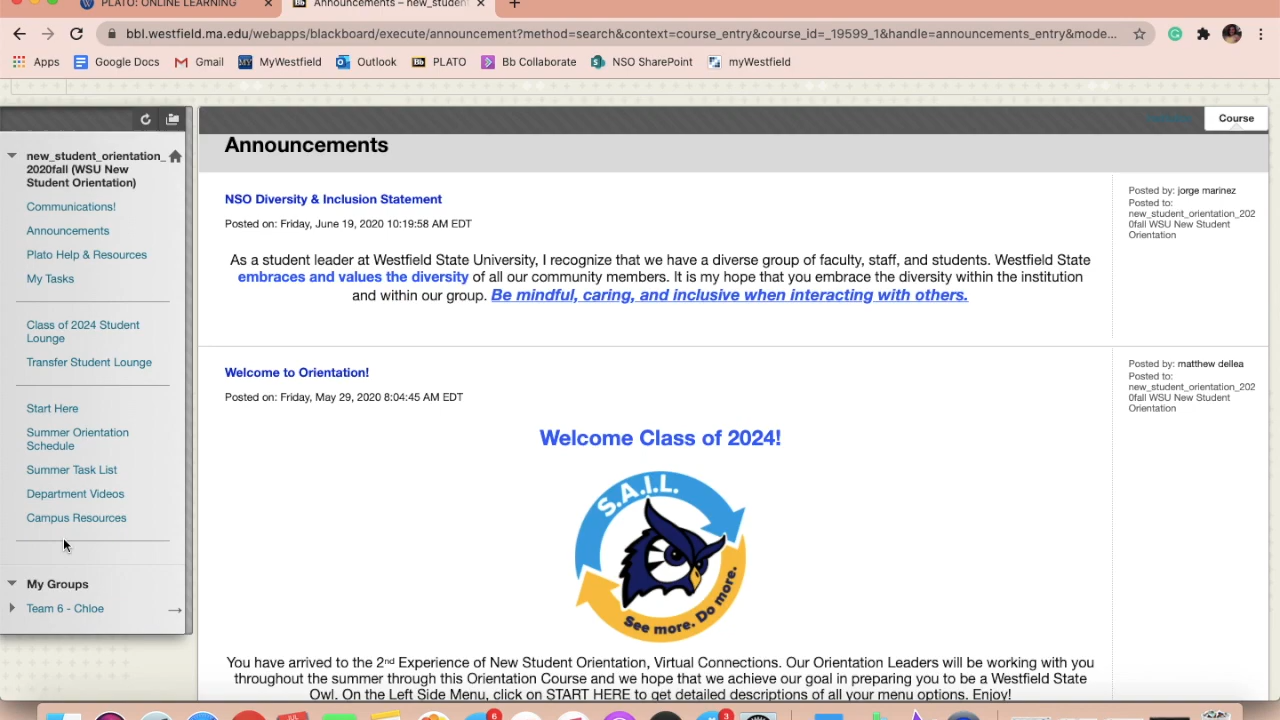 PLATO: ONLINE LEARNING
Announcements – new_student
bbl.westfield.ma.edu/webapps/blackboard/execute/announcement?method=search&context=course_entry&course_id=_19599_1&handle=announcements_entry&mode...
Apps Google Docs Gmail MyWestfield Outlook PLATO Bb Collaborate NSO SharePoint myWestfield
Course
new_student_orientation_
2020fall (WSU New
Student Orientation)
Communications!
Announcements
Plato Help & Resources
My Tasks
Class of 2024 Student
Lounge
Transfer Student Lounge
Start Here
Summer Orientation
Schedule
Summer Task List
Department Videos
Campus Resources
My Groups
Team 6 - Chloe
Announcements
NSO Diversity & Inclusion Statement
Posted on: Friday, June 19, 2020 10:19:58 AM EDT
As a student leader at Westfield State University, I recognize that we have a diverse group of faculty, staff, and students. Westfield State
embraces and values the diversity of all our community members. It is my hope that you embrace the diversity within the institution
and within our group. Be mindful, caring, and inclusive when interacting with others.
Posted by: jorge marinez
Posted to:
new_student_orientation_202
0fall WSU New Student
Orientation
Welcome to Orientation!
Posted on: Friday, May 29, 2020 8:04:45 AM EDT
Posted by: matthew dellea
Posted to:
new_student_orientation_202
0fall WSU New Student
Orientation
Welcome Class of 2024!
S.A.I.L.
See more. Do more.
You have arrived to the 2nd Experience of New Student Orientation, Virtual Connections. Our Orientation Leaders will be working with you
throughout the summer through this Orientation Course and we hope that we achieve our goal in preparing you to be a Westfield State
Owl. On the Left Side Menu, click on START HERE to get detailed descriptions of all your menu options. Enjoy!
6
3